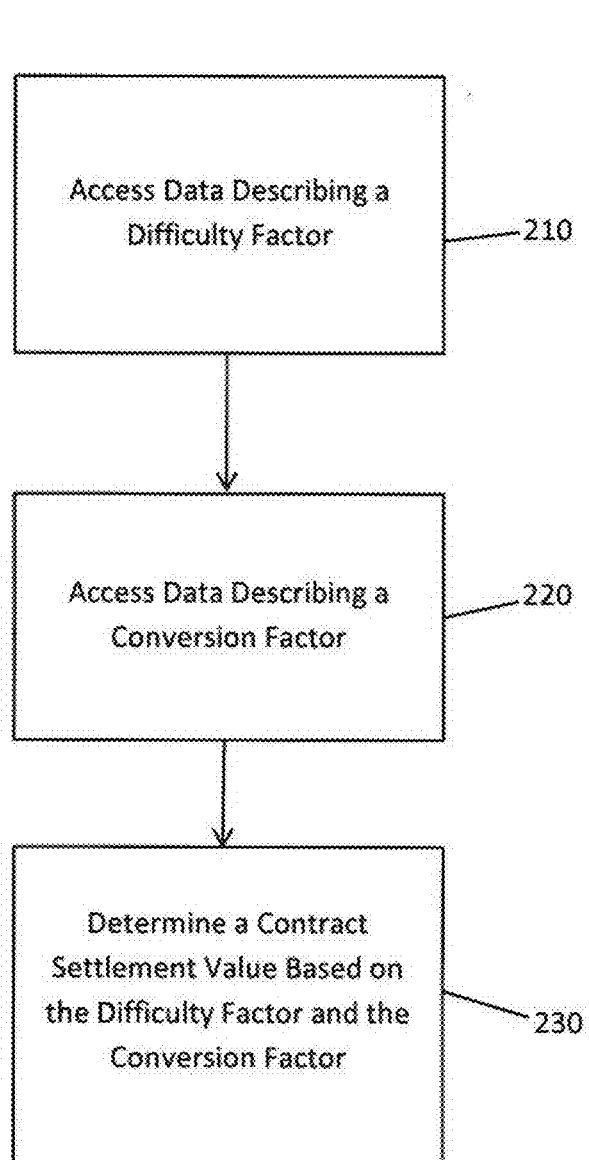 Access Data Describing a
Difficulty Factor
210
Access Data Describing a
Conversion Factor
220
Determine a Contract
Settlement Value Based on
the Difficulty Factor and the
Conversion Factor
230